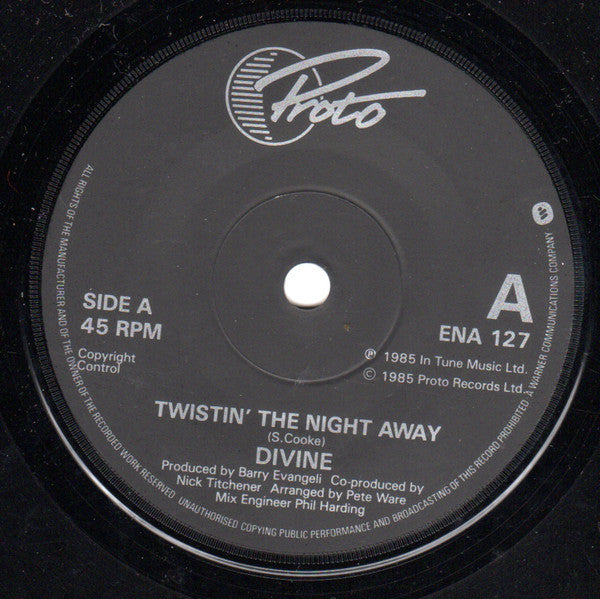 Proto
SIDE A
45 RPM
Copyright
Control
A
ENA 127
℗ 1985 In Tune Music Ltd.
© 1985 Proto Records Ltd.
TWISTIN' THE NIGHT AWAY
(S.Cooke)
DIVINE
Produced by Barry Evangeli Co-produced by
Nick Titchener Arranged by Pete Ware
Mix Engineer Phil Harding
ALL RIGHTS OF THE MANUFACTURER AND OF THE OWNER OF THE RECORDED WORK RESERVED UNAUTHORISED COPYING PUBLIC PERFORMANCE AND BROADCASTING OF THIS RECORD PROHIBITED. A WARNER COMMUNICATIONS COMPANY